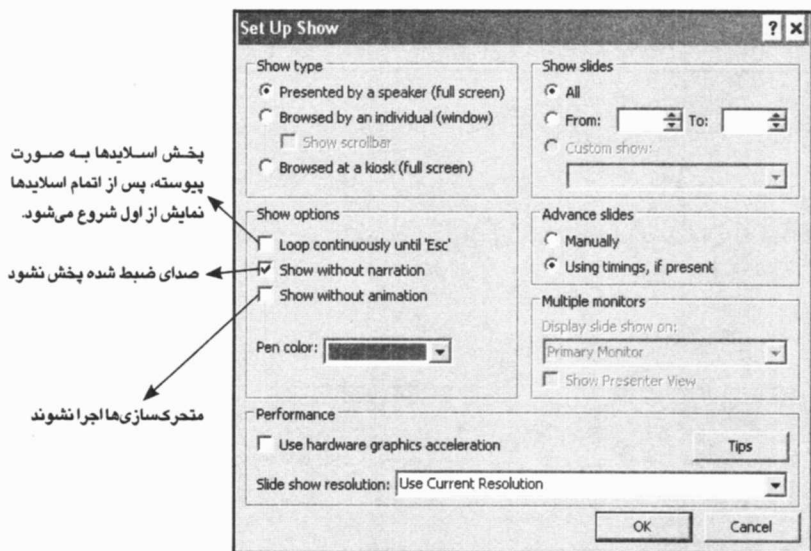 Set Up Show
Show type
Presented by a speaker (full screen)
Browsed by an individual (window)
Show scrollbar
Browsed at a kiosk (full screen)
Show slides
All
From: To:
Custom show:
Show options
Loop continuously until 'Esc'
Show without narration
Show without animation
Pen color:
Advance slides
Manually
Using timings, if present
Multiple monitors
Display slide show on:
Primary Monitor
Show Presenter View
Performance
Use hardware graphics acceleration
Tips
Slide show resolution: Use Current Resolution
OK Cancel
پخش اسلایدها به صورت
پیوسته، پس از اتمام اسلایدها
نمایش از اول شروع می‌شود.
صدای ضبط شده پخش نشود
متحرک‌سازی‌ها اجرا نشوند